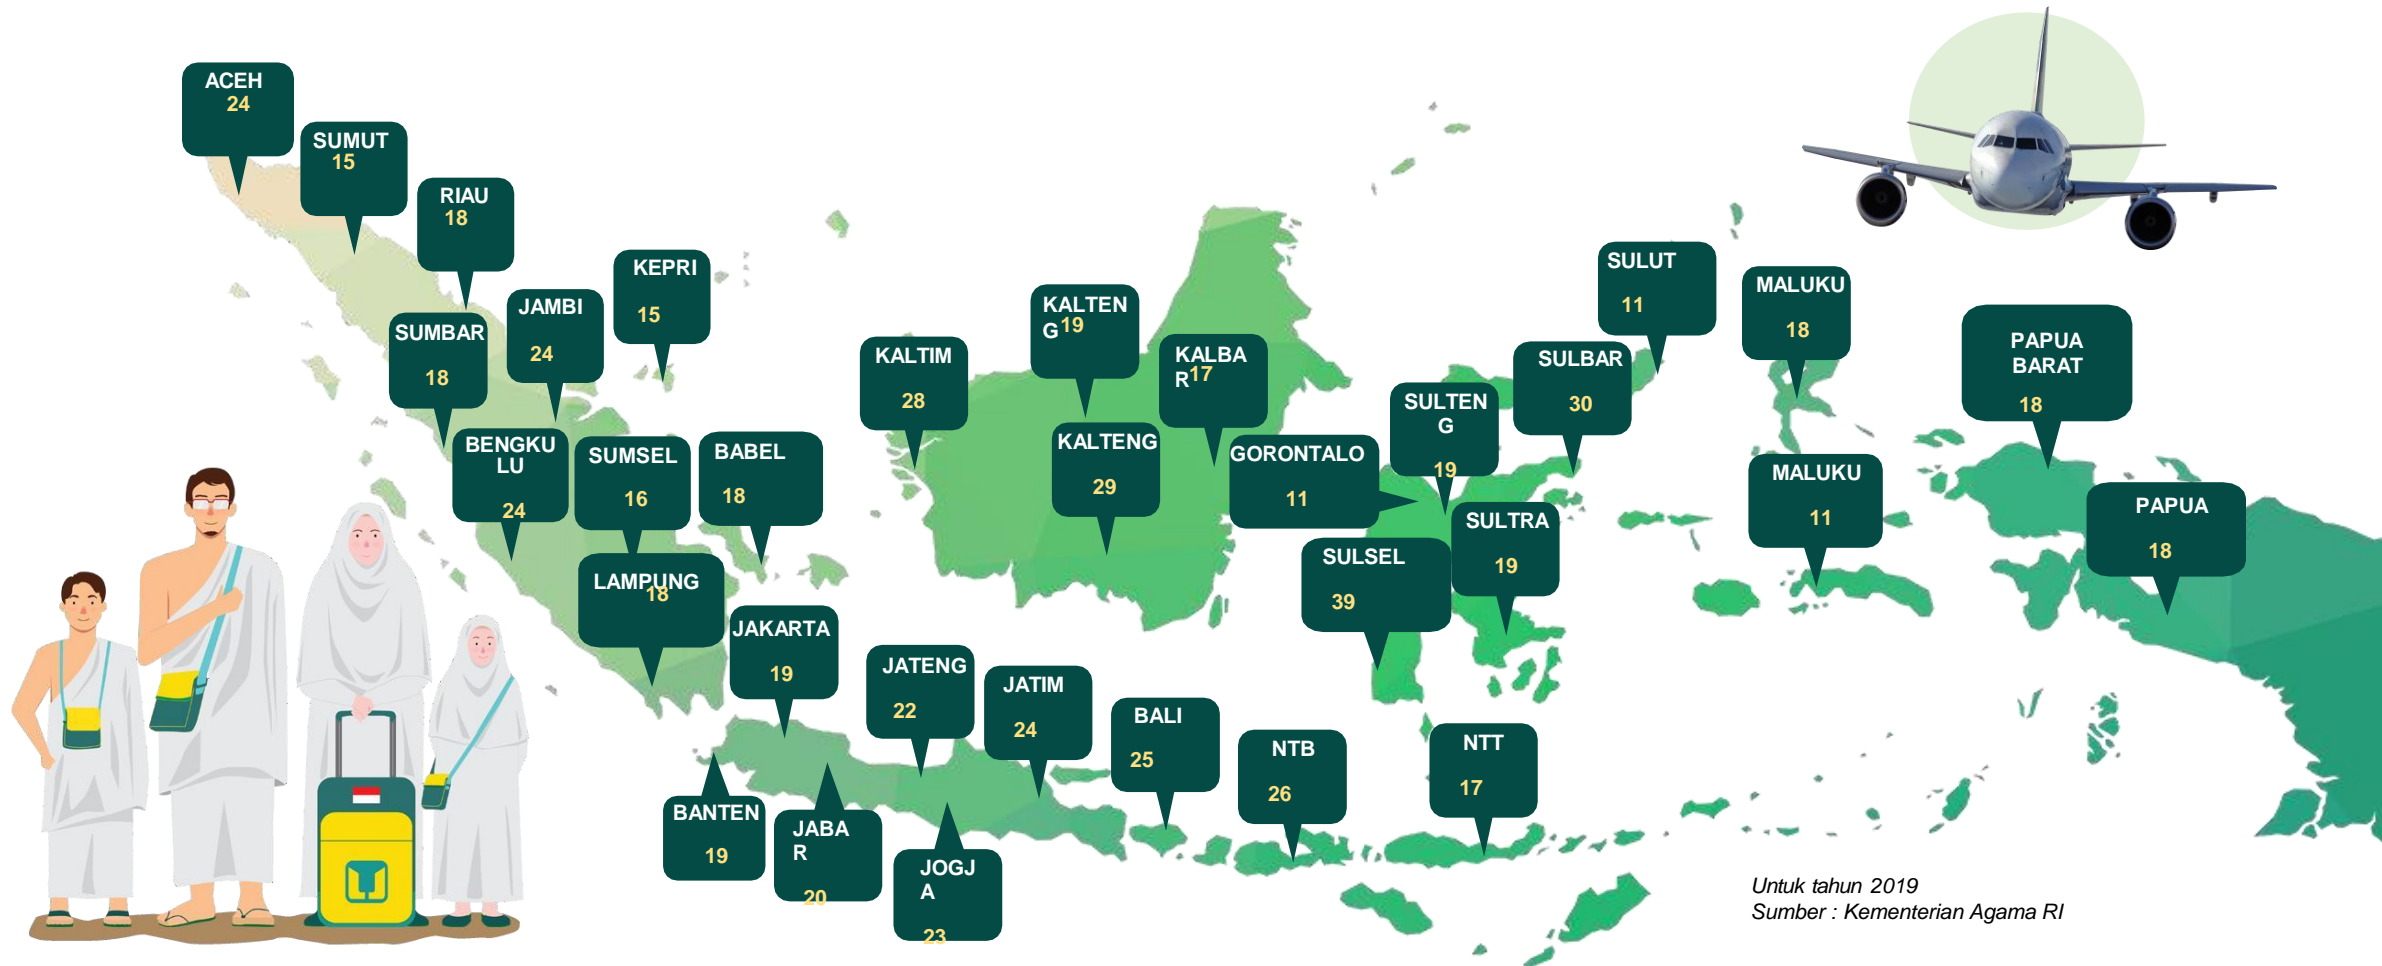 ACEH
24
SUMUT
15
RIAU
18
KEPRI
15
JAMBI
24
SUMBAR
18
BENGKU
LU
24
SUMSEL
16
BABEL
18
LAMPUNG
18
JAKARTA
19
BANTEN
19
JABA
R
20
JATENG
22
JOGJ
A
23
JATIM
24
BALI
25
NTB
26
NTT
17
KALTIM
28
KALTEN
G19
KALBA
R17
KALTENG
29
GORONTALO
11
SULTEN
G
19
SULBAR
30
SULUT
11
SULSEL
39
SULTRA
19
MALUKU
18
MALUKU
11
PAPUA
BARAT
18
PAPUA
18
Untuk tahun 2019
Sumber : Kementerian Agama RI